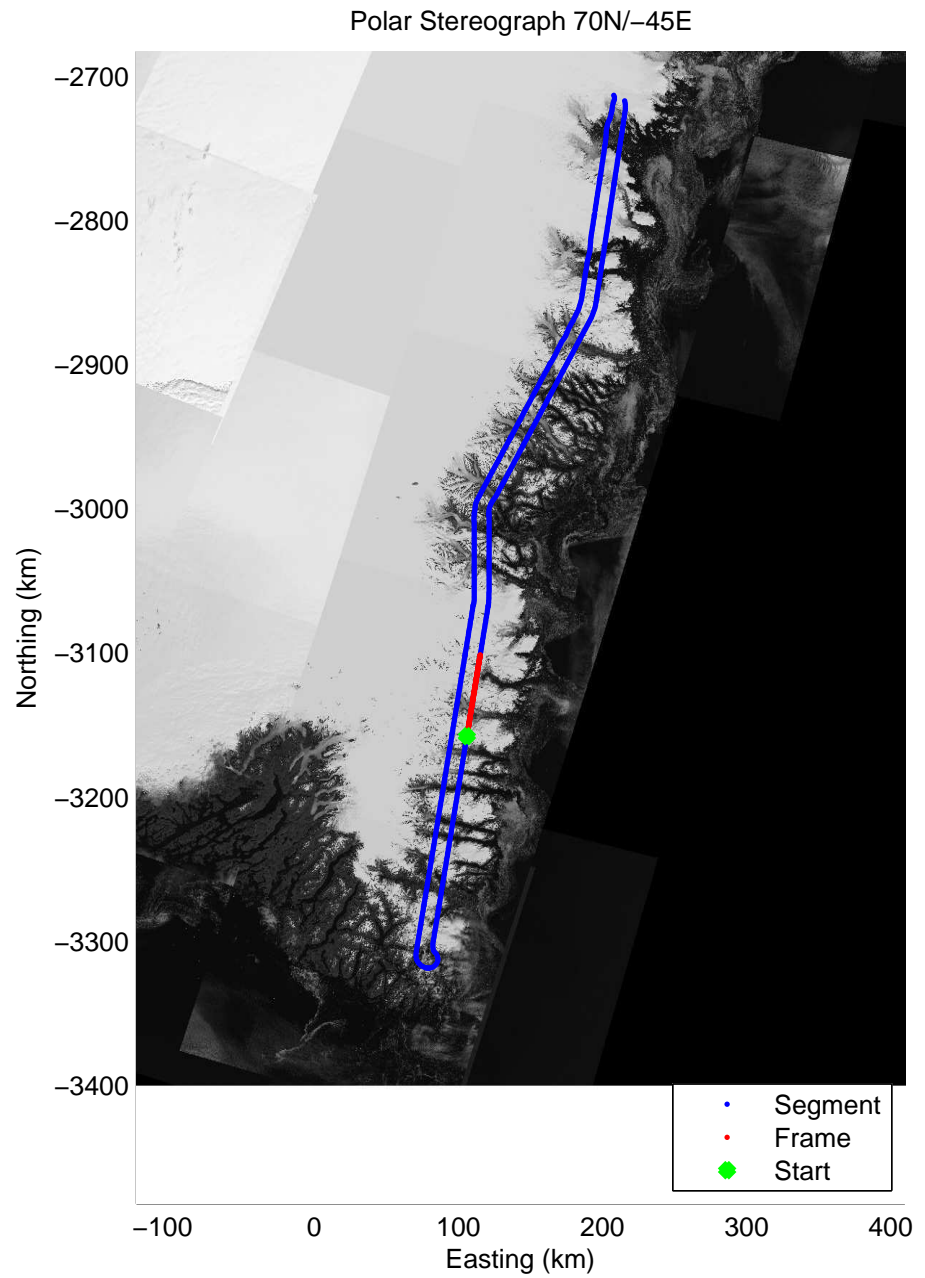 Polar Stereograph 70N/−45E
−2700
−2800
−2900
−3000
−3100
−3200
−3300
−3400
Northing (km)
Segment
Frame
Start
−100 0 100 200 300 400
Easting (km)